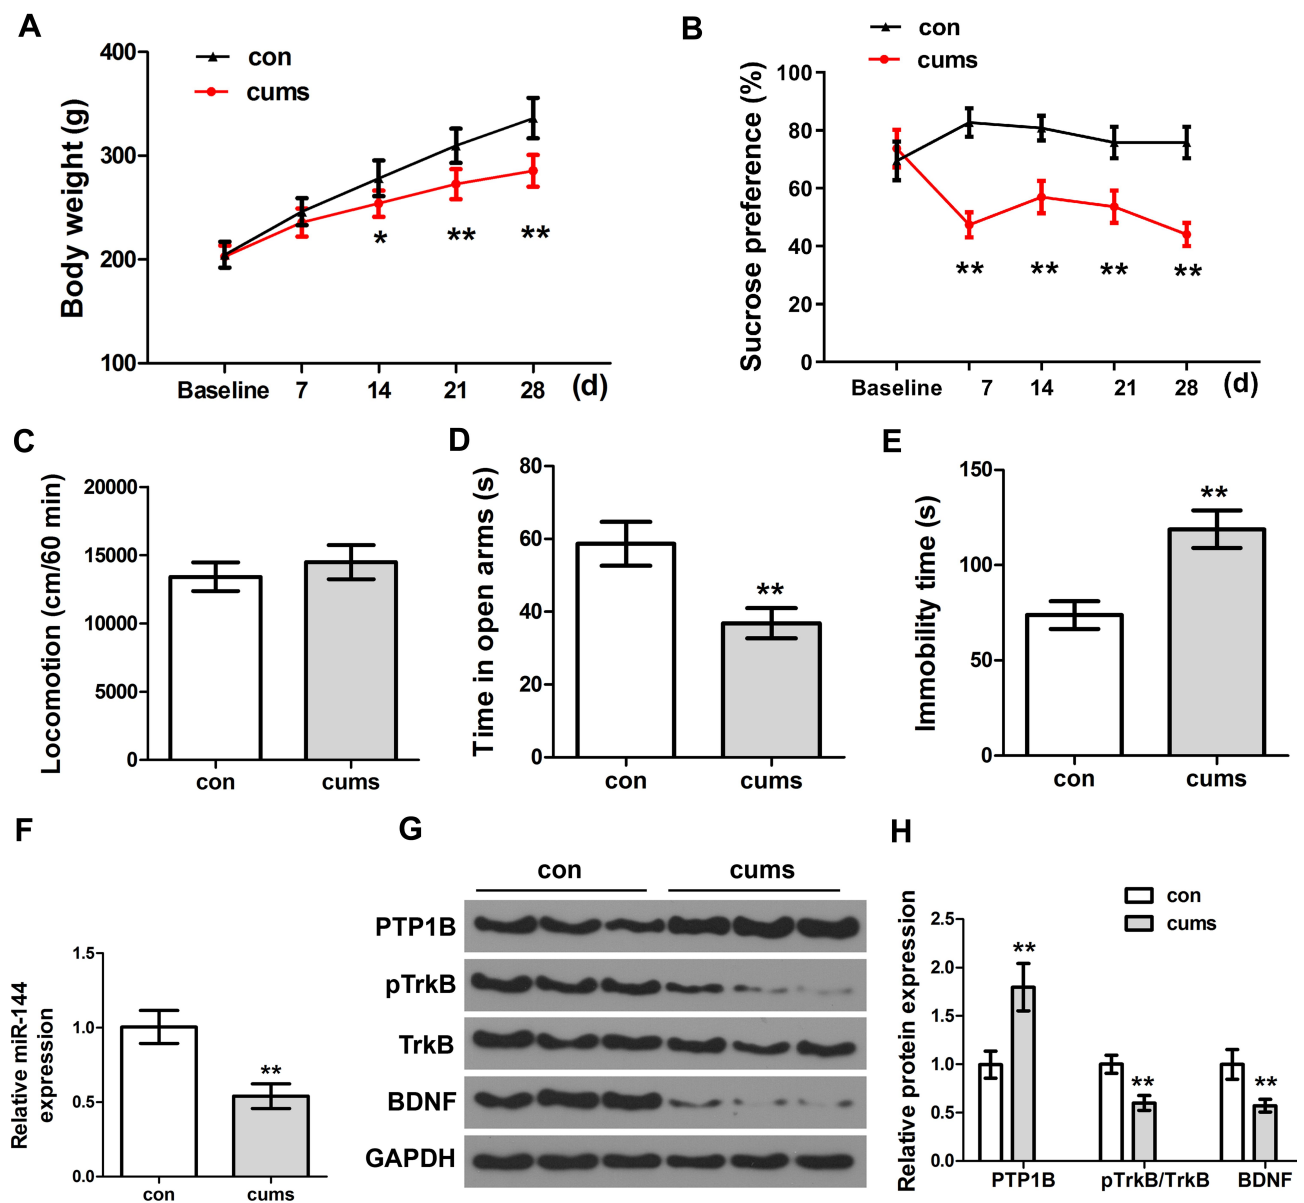 A
con
cums
Body weight (g)
400
300
200
100
Baseline 7 14 21 28 (d)
* ** **
B
con
cums
Sucrose preference (%)
100
80
60
40
20
0
** ** ** **
Baseline 7 14 21 28 (d)
C
Locomotion (cm/60 min)
20000
15000
10000
5000
0
con cums
D
Time in open arms (s)
80
60
40
20
0
**
con cums
E
Immobility time (s)
150
100
50
0
**
con cums
F
Relative miR-144
expression
1.5
1.0
0.5
0.0
**
con cums
G
con cums
PTP1B
pTrkB
TrkB
BDNF
GAPDH
H
con
cums
Relative protein expression
2.5
2.0
1.5
1.0
0.5
0.0
** ** **
PTP1B pTrkB/TrkB BDNF